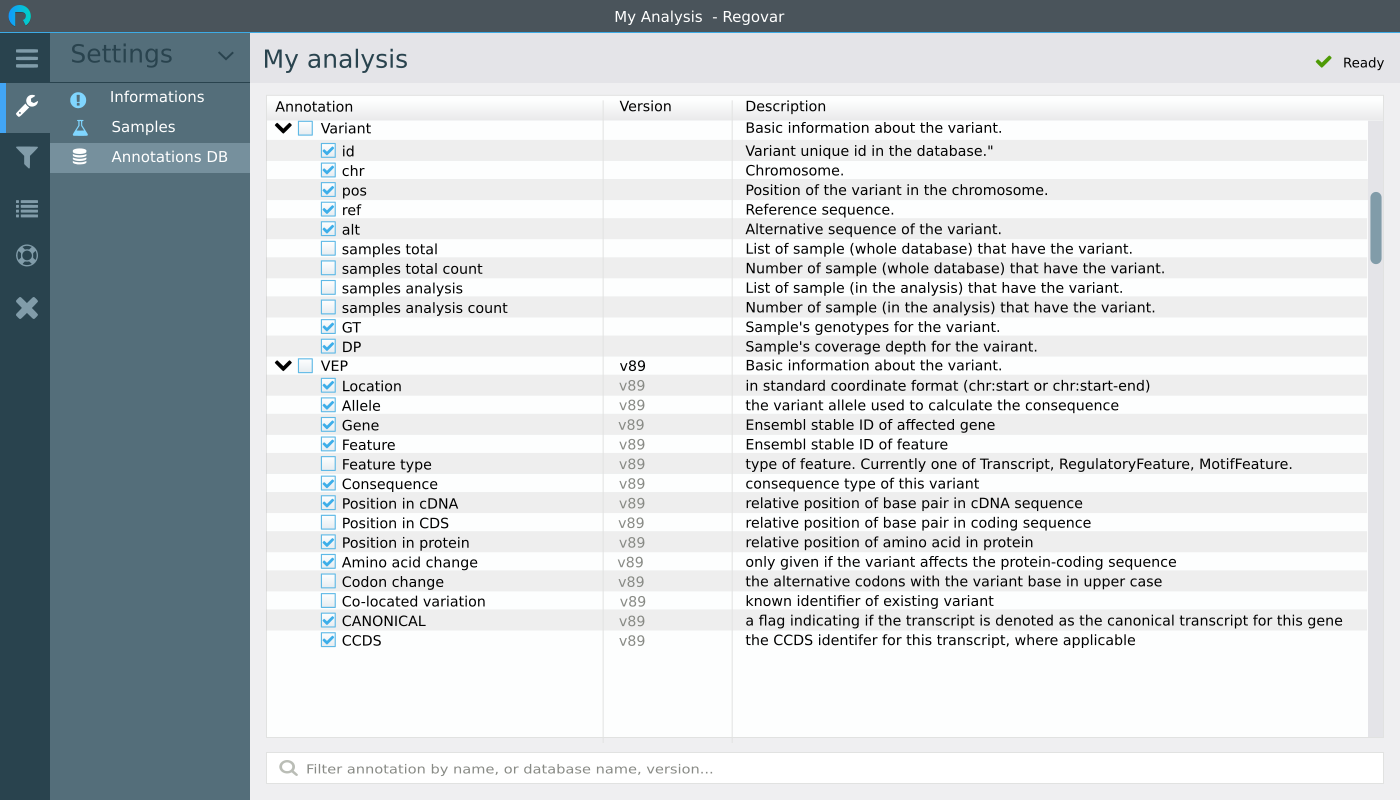 My Analysis - Regovar
Settings
My analysis
Ready
Informations
Samples
Annotations DB
Annotation Version Description
Variant Basic information about the variant.
id Variant unique id in the database."
chr Chromosome.
pos Position of the variant in the chromosome.
ref Reference sequence.
alt Alternative sequence of the variant.
samples total List of sample (whole database) that have the variant.
samples total count Number of sample (whole database) that have the variant.
samples analysis List of sample (in the analysis) that have the variant.
samples analysis count Number of sample (in the analysis) that have the variant.
GT Sample's genotypes for the variant.
DP Sample's coverage depth for the vairant.
VEP v89 Basic information about the variant.
Location v89 in standard coordinate format (chr:start or chr:start-end)
Allele v89 the variant allele used to calculate the consequence
Gene v89 Ensembl stable ID of affected gene
Feature v89 Ensembl stable ID of feature
Feature type v89 type of feature. Currently one of Transcript, RegulatoryFeature, MotifFeature.
Consequence v89 consequence type of this variant
Position in cDNA v89 relative position of base pair in cDNA sequence
Position in CDS v89 relative position of base pair in coding sequence
Position in protein v89 relative position of amino acid in protein
Amino acid change v89 only given if the variant affects the protein-coding sequence
Codon change v89 the alternative codons with the variant base in upper case
Co-located variation v89 known identifier of existing variant
CANONICAL v89 a flag indicating if the transcript is denoted as the canonical transcript for this gene
CCDS v89 the CCDS identifer for this transcript, where applicable
Filter annotation by name, or database name, version...